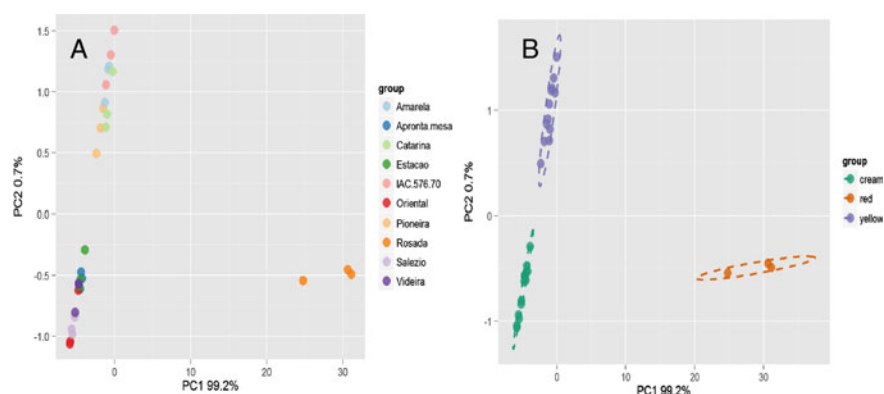 A
1.5
1.0
0.5
0.0
-0.5
-1.0
PC2 0.7%
0
10
20
30
PC1 99.2%
group
Amarela
Apronta.mesa
Catarina
Estacao
IAC.576.70
Oriental
Pioneira
Rosada
Salezio
Videira
B
1
0
-1
PC2 0.7%
0
10
20
30
PC1 99.2%
group
cream
red
yellow